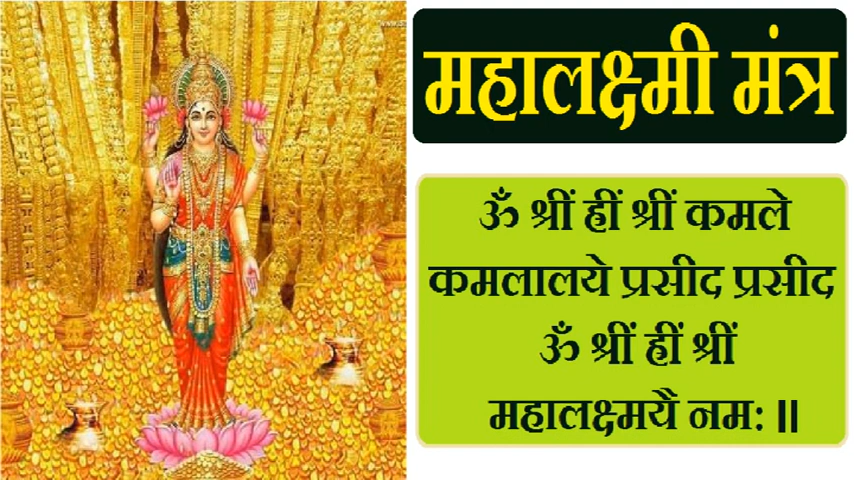 महालक्ष्मी मंत्र
ॐ श्रीं ह्रीं श्रीं कमले
कमलालये प्रसीद प्रसीद
ॐ श्रीं ह्रीं श्रीं
महालक्ष्मयै नमः ॥